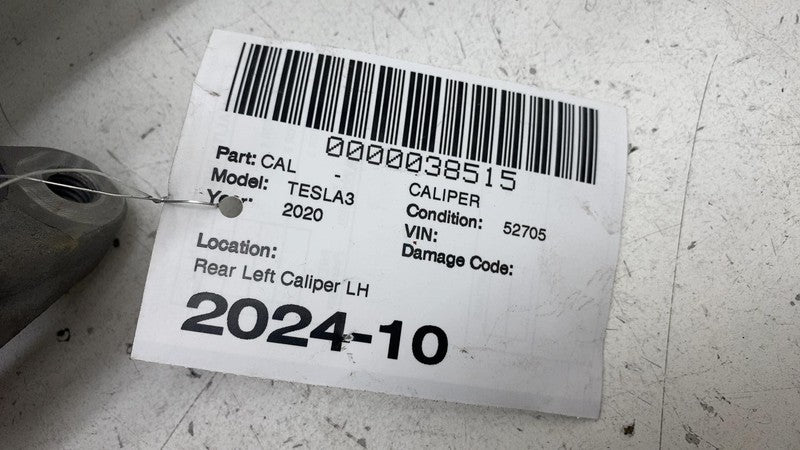 0000038515
Part: CAL - CALIPER
Model: TESLA3 Condition: 52705
Year: 2020 VIN:
Damage Code:
Location:
Rear Left Caliper LH
2024-10